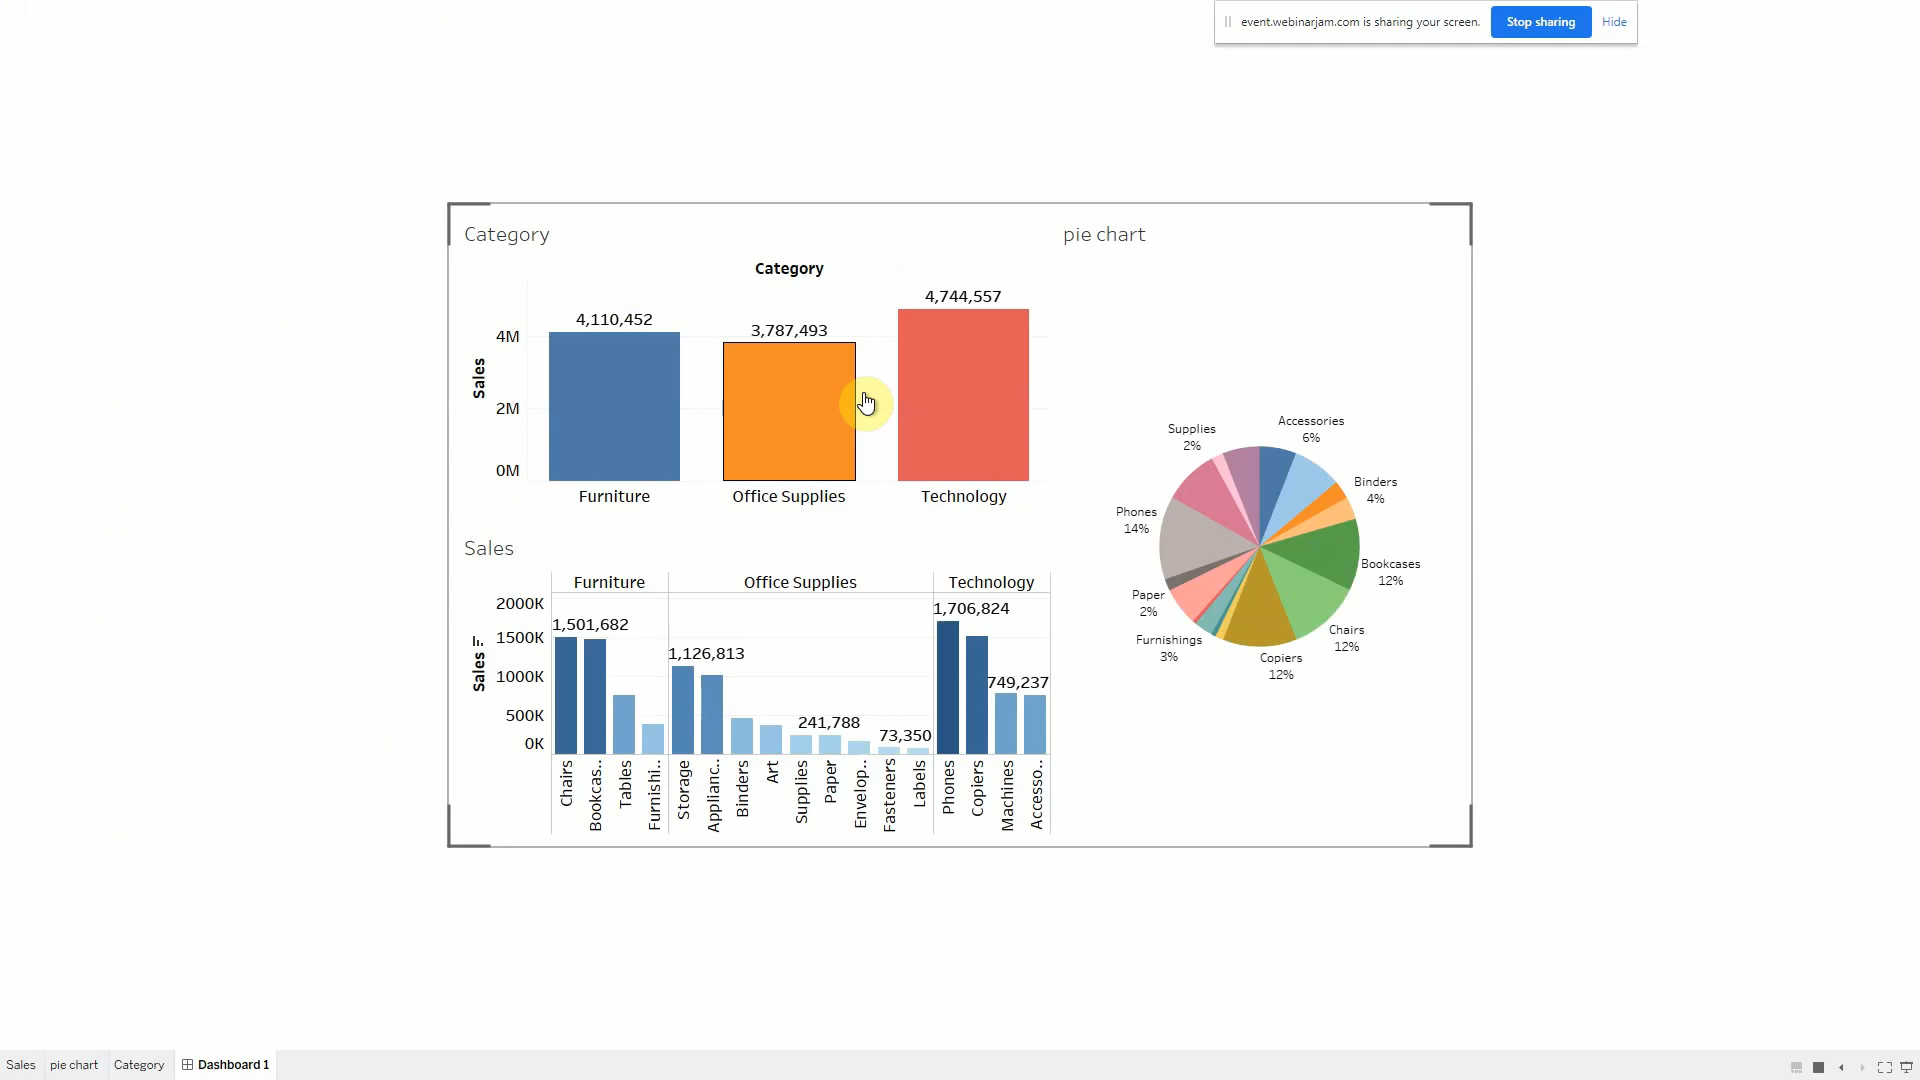 event.webinarjam.com is sharing your screen.
Stop sharing
Hide
Category
pie chart
Category
4,110,452
3,787,493
4,744,557
Sales
4M
2M
0M
Furniture
Office Supplies
Technology
Sales
Furniture
Office Supplies
Technology
Sales
2000K
1500K
1000K
500K
0K
1,501,682
1,126,813
241,788
73,350
1,706,824
749,237
Chairs
Bookcas..
Tables
Furnishi..
Storage
Applianc..
Binders
Art
Supplies
Paper
Envelop..
Fasteners
Labels
Phones
Copiers
Machines
Accesso..
Supplies
2%
Accessories
6%
Binders
4%
Phones
14%
Bookcases
12%
Paper
2%
Chairs
12%
Furnishings
3%
Copiers
12%
Sales
pie chart
Category
Dashboard 1